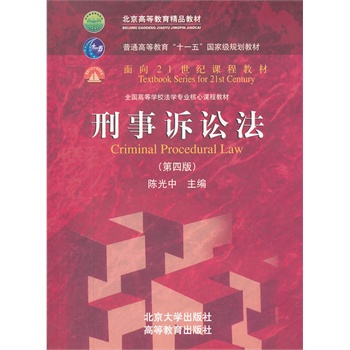 北京高等教育精品教材
BEIJING GAODENG JIAOYU JINGPIN JIAOCAI
普通高等教育“十一五”国家级规划教材
面向21世纪课程教材
Textbook Series for 21st Century
全国高等学校法学专业核心课程教材
刑事诉讼法
Criminal Procedural Law
(第四版)
陈光中 主编
北京大学出版社
高等教育出版社